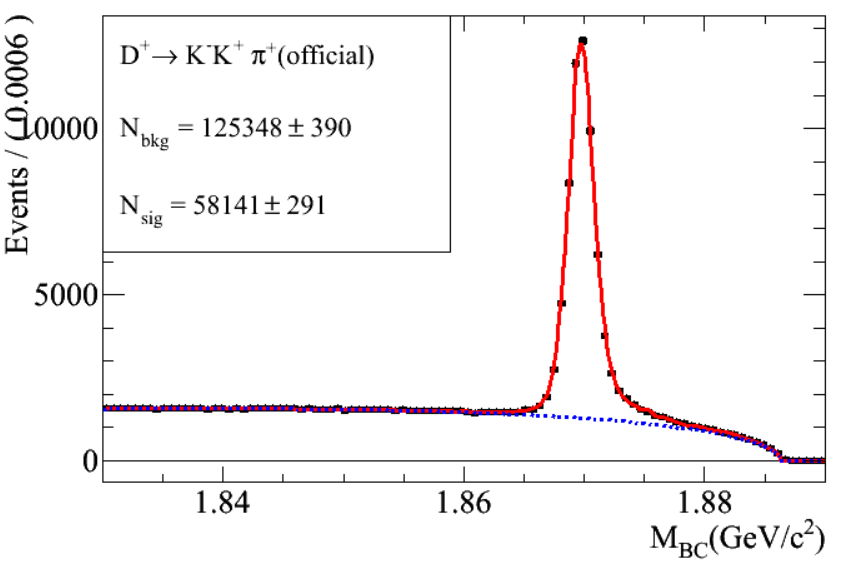 D⁺→ K⁻K⁺ π⁺(official)
N_bkg = 125348 ± 390
N_sig = 58141 ± 291
Events / ( 0.0006 )
10000
5000
0
1.84 1.86 1.88
M_BC(GeV/c²)